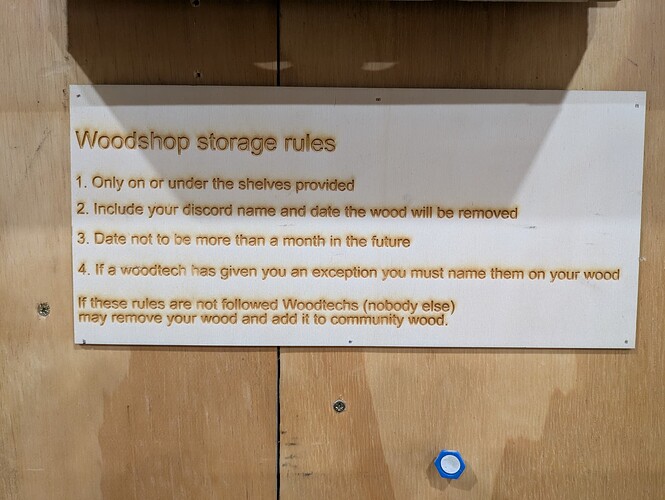 Woodshop storage rules
1. Only on or under the shelves provided
2. Include your discord name and date the wood will be removed
3. Date not to be more than a month in the future
4. If a woodtech has given you an exception you must name them on your wood
If these rules are not followed Woodtechs (nobody else)
may remove your wood and add it to community wood.